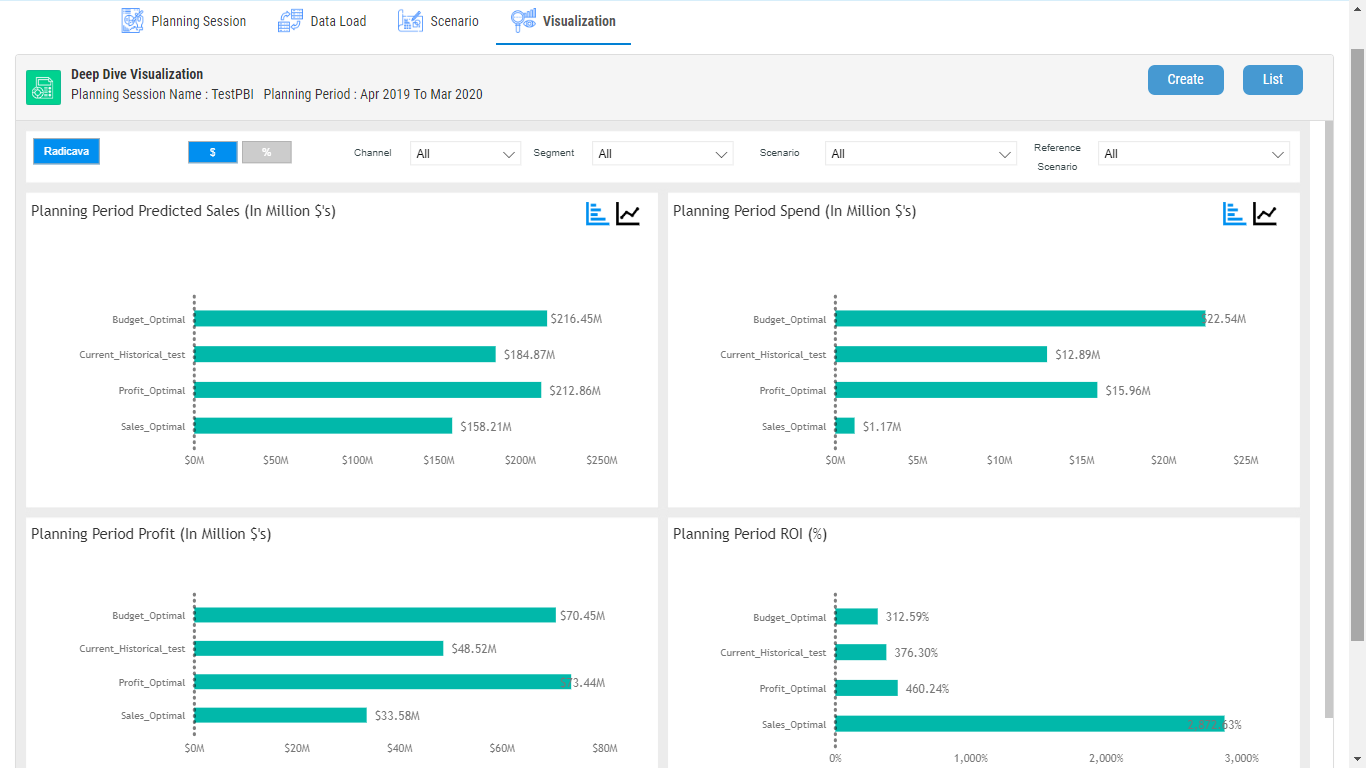 Planning Session Data Load Scenario Visualization
Deep Dive Visualization
Planning Session Name : TestPBI Planning Period : Apr 2019 To Mar 2020
Create List
Radicava $ % Channel All Segment All Scenario All Reference Scenario All
Planning Period Predicted Sales (In Million $'s)
Budget_Optimal $216.45M
Current_Historical_test $184.87M
Profit_Optimal $212.86M
Sales_Optimal $158.21M
$0M $50M $100M $150M $200M $250M
Planning Period Spend (In Million $'s)
Budget_Optimal $22.54M
Current_Historical_test $12.89M
Profit_Optimal $15.96M
Sales_Optimal $1.17M
$0M $5M $10M $15M $20M $25M
Planning Period Profit (In Million $'s)
Budget_Optimal $70.45M
Current_Historical_test $48.52M
Profit_Optimal $73.44M
Sales_Optimal $33.58M
$0M $20M $40M $60M $80M
Planning Period ROI (%)
Budget_Optimal 312.59%
Current_Historical_test 376.30%
Profit_Optimal 460.24%
Sales_Optimal 2,872.63%
0% 1,000% 2,000% 3,000%